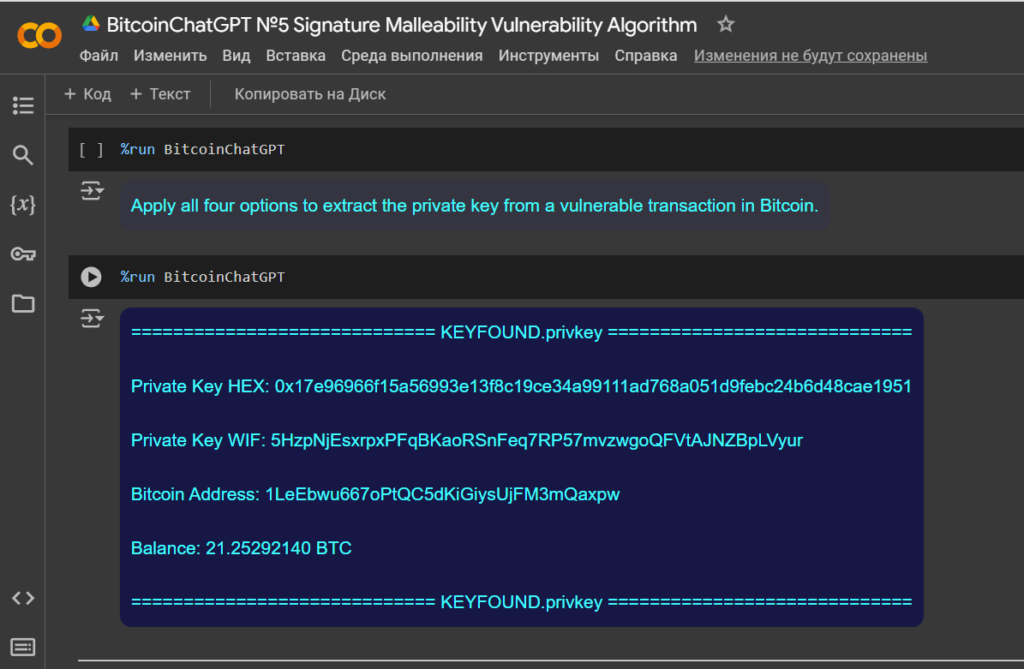 BitcoinChatGPT №5 Signature Malleability Vulnerability Algorithm
Файл Изменить Вид Вставка Среда выполнения Инструменты Справка Изменения не будут сохранены
+ Код + Текст Копировать на Диск
[ ] %run BitcoinChatGPT
Apply all four options to extract the private key from a vulnerable transaction in Bitcoin.
%run BitcoinChatGPT
============================= KEYFOUND.privkey =============================
Private Key HEX: 0x17e96966f15a56993e13f8c19ce34a99111ad768a051d9febc24b6d48cae1951
Private Key WIF: 5HzpNjEsxrpxPFqBKaoRSnFeq7RP57mvzwgoQFVtAJNZBpLVyur
Bitcoin Address: 1LeEbwu667oPtQC5dKiGiysUjFM3mQaxpw
Balance: 21.25292140 BTC
============================= KEYFOUND.privkey =============================